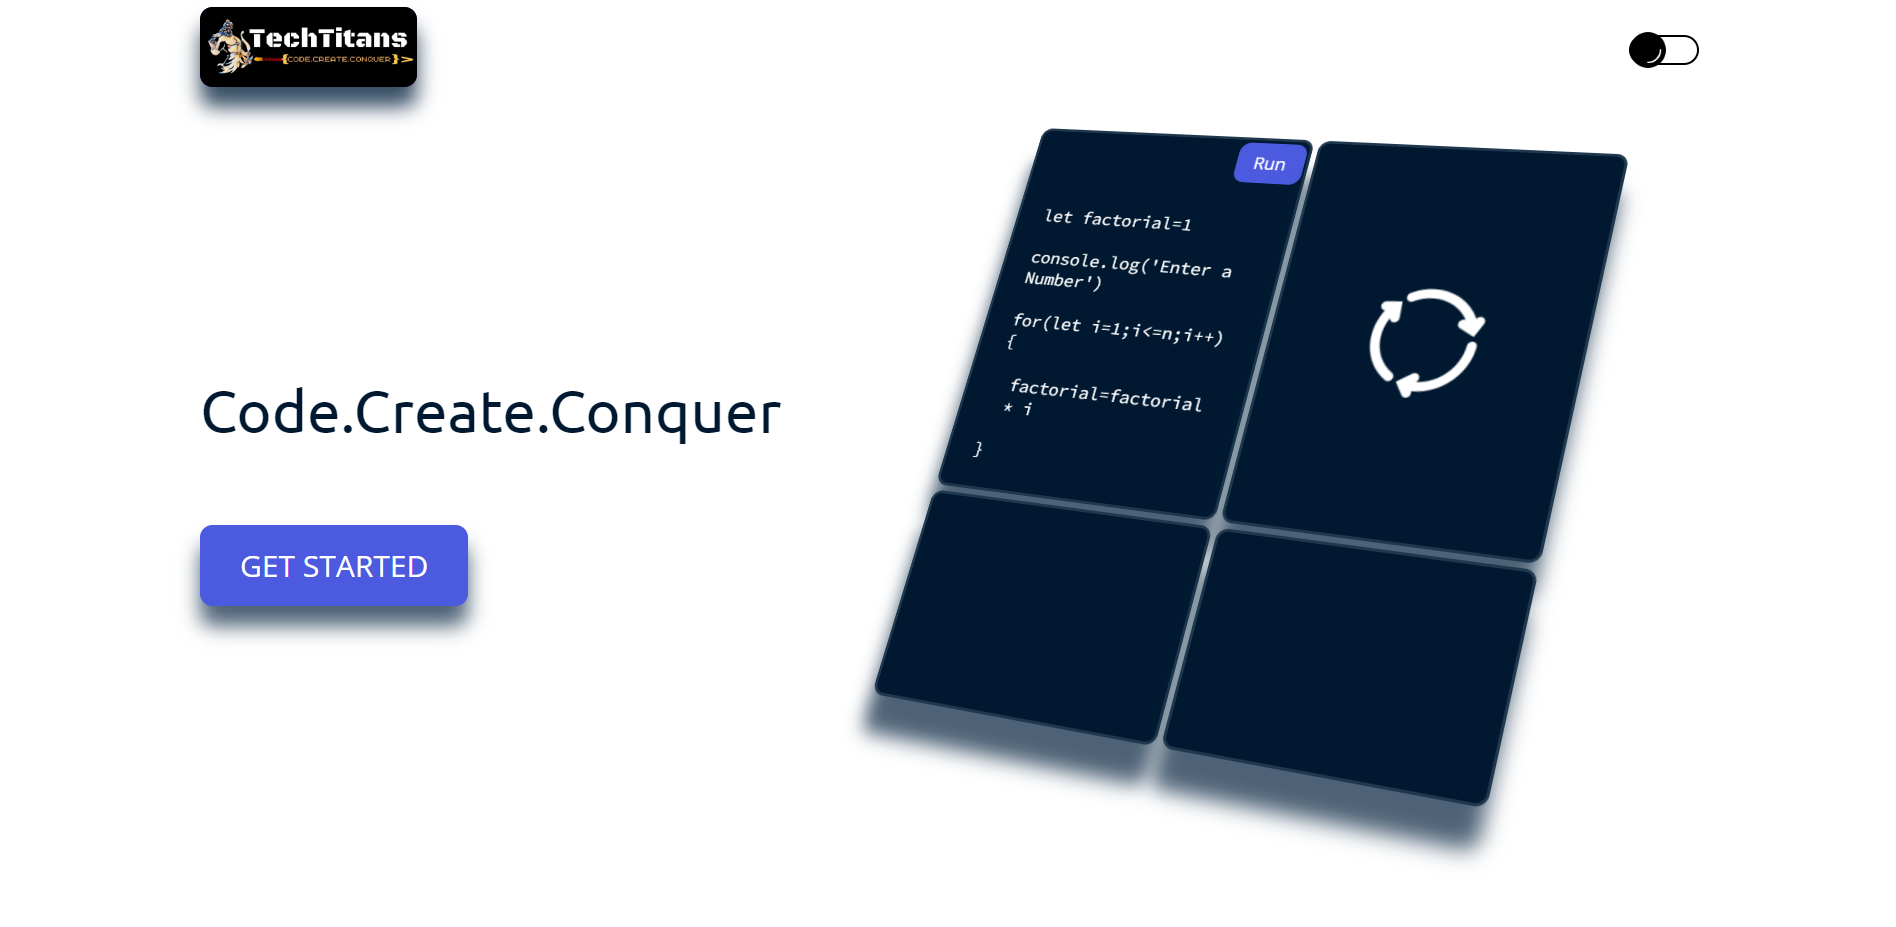 TechTitans
{CODE.CREATE.CONQUER}
Run
let factorial=1
console.log('Enter a
Number')
for(let i=1;i<=n;i++)
{
factorial=factorial
* i
}
Code.Create.Conquer
GET STARTED